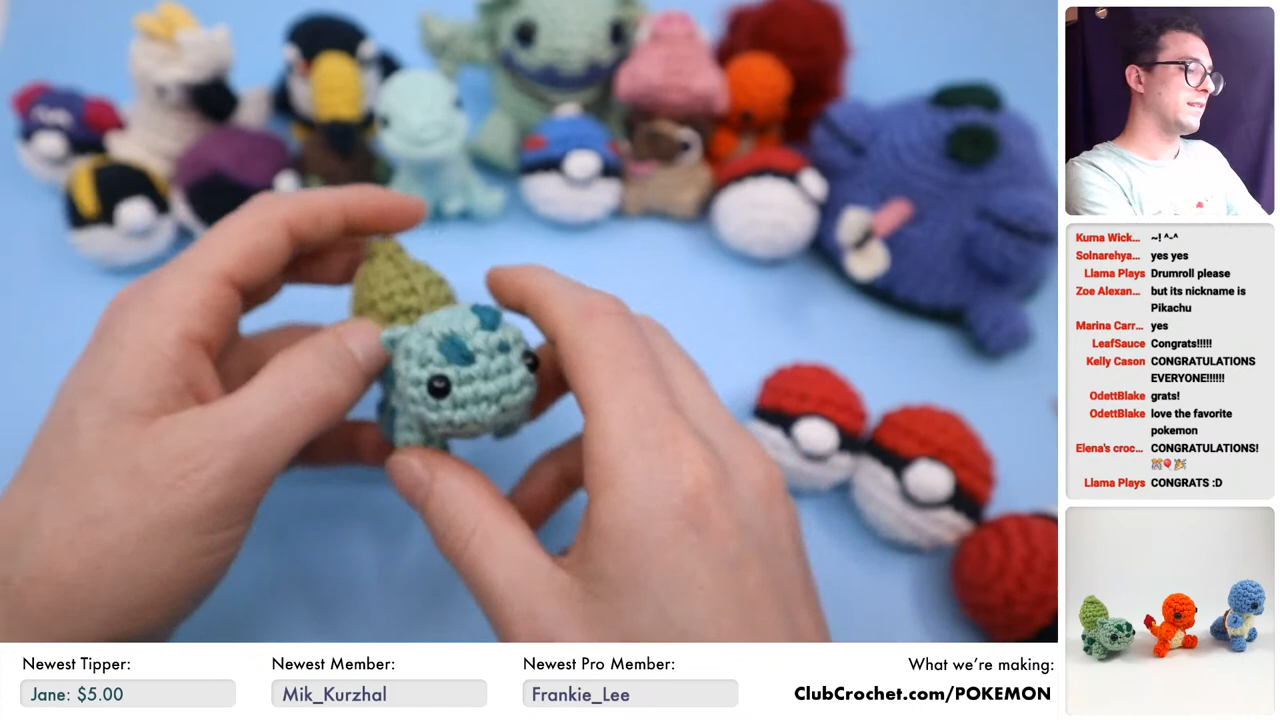 Kuma Wick... ~! ^-^
Solnarehya... yes yes
Llama Plays Drumroll please
Zoe Alexan... but its nickname is
Pikachu
Marina Carr... yes
LeafSauce Congrats!!!!!
Kelly Cason CONGRATULATIONS
EVERYONE!!!!!!
OdettBlake grats!
OdettBlake love the favorite
pokemon
Elena's croc... CONGRATULATIONS!
🎊🎈🎉
Llama Plays CONGRATS :D
Newest Tipper:
Jane: $5.00
Newest Member:
Mik_Kurzhal
Newest Pro Member:
Frankie_Lee
What we're making:
ClubCrochet.com/POKEMON